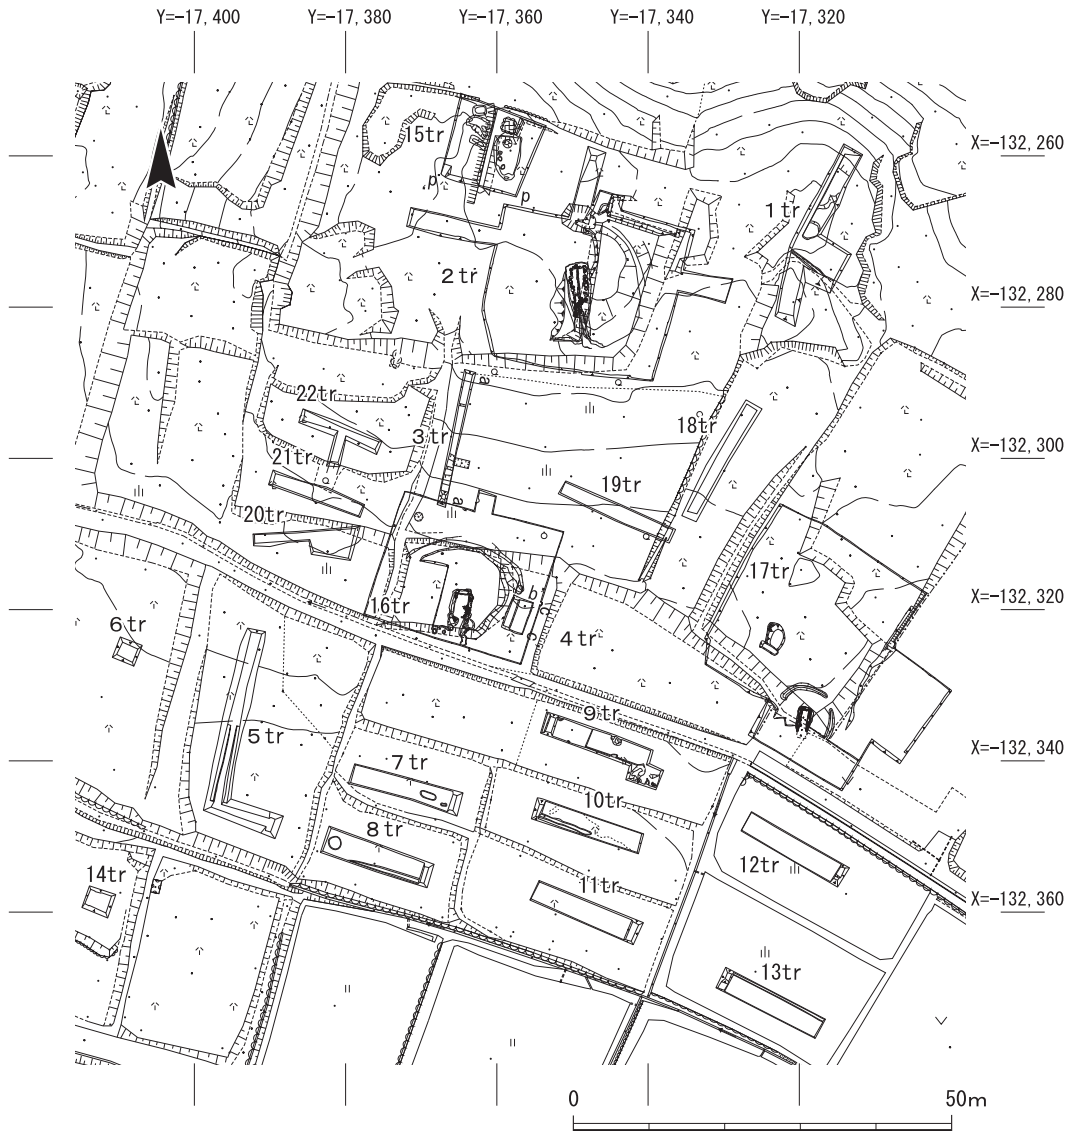 Y=-17,400 Y=-17,380 Y=-17,360 Y=-17,340 Y=-17,320
X=-132,260
15tr
p
p
1tr
2tr
X=-132,280
a
22tr
3tr
18tr
X=-132,300
21tr
19tr
a
20tr
17tr
b'
16tr
c
X=-132,320
6tr
4tr
9tr
5tr
X=-132,340
7tr
10tr
8tr
12tr
14tr
11tr
X=-132,360
13tr
0 50m